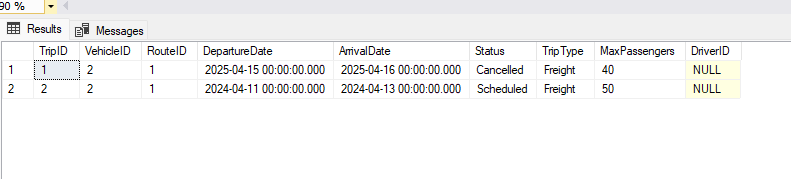 90 %
Results Messages
TripID VehicleID RouteID DepartureDate ArrivalDate Status TripType MaxPassengers DriverID
1 1 2 1 2025-04-15 00:00:00.000 2025-04-16 00:00:00.000 Cancelled Freight 40 NULL
2 2 2 1 2024-04-11 00:00:00.000 2024-04-13 00:00:00.000 Scheduled Freight 50 NULL